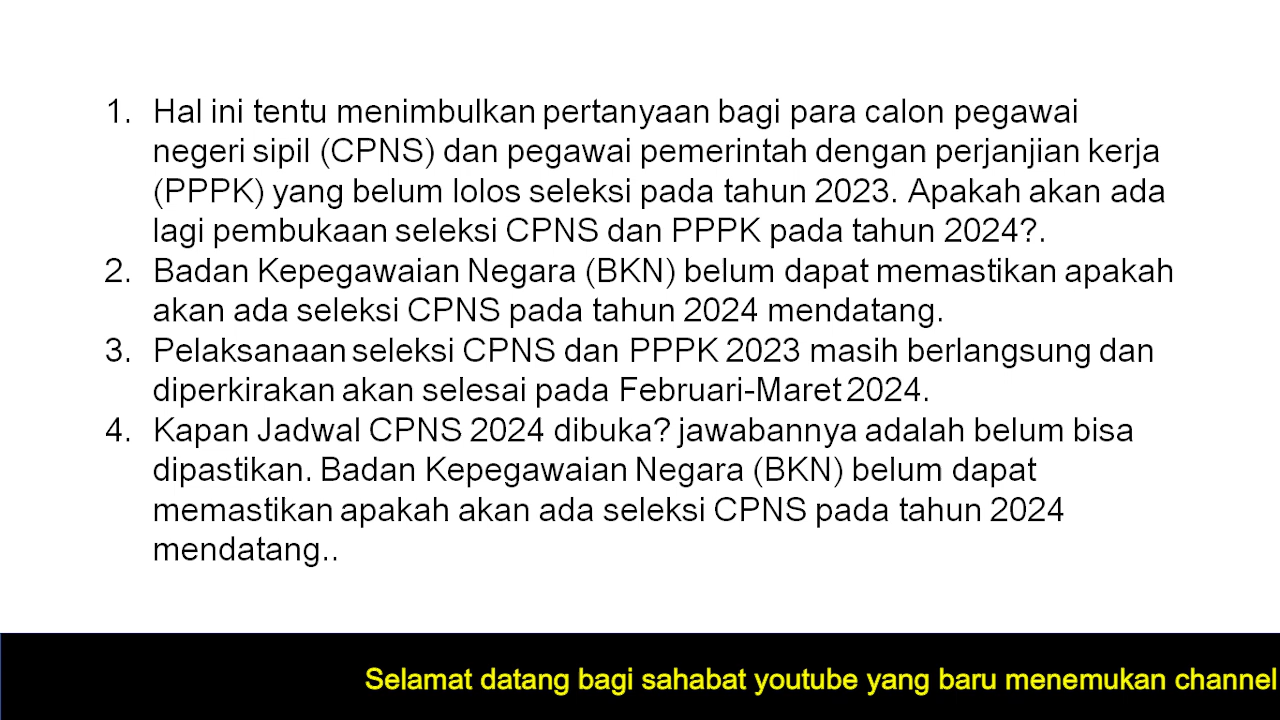 1. Hal ini tentu menimbulkan pertanyaan bagi para calon pegawai
negeri sipil (CPNS) dan pegawai pemerintah dengan perjanjian kerja
(PPPK) yang belum lolos seleksi pada tahun 2023. Apakah akan ada
lagi pembukaan seleksi CPNS dan PPPK pada tahun 2024?.
2. Badan Kepegawaian Negara (BKN) belum dapat memastikan apakah
akan ada seleksi CPNS pada tahun 2024 mendatang.
3. Pelaksanaan seleksi CPNS dan PPPK 2023 masih berlangsung dan
diperkirakan akan selesai pada Februari-Maret 2024.
4. Kapan Jadwal CPNS 2024 dibuka? jawabannya adalah belum bisa
dipastikan. Badan Kepegawaian Negara (BKN) belum dapat
memastikan apakah akan ada seleksi CPNS pada tahun 2024
mendatang..
Selamat datang bagi sahabat youtube yang baru menemukan channel